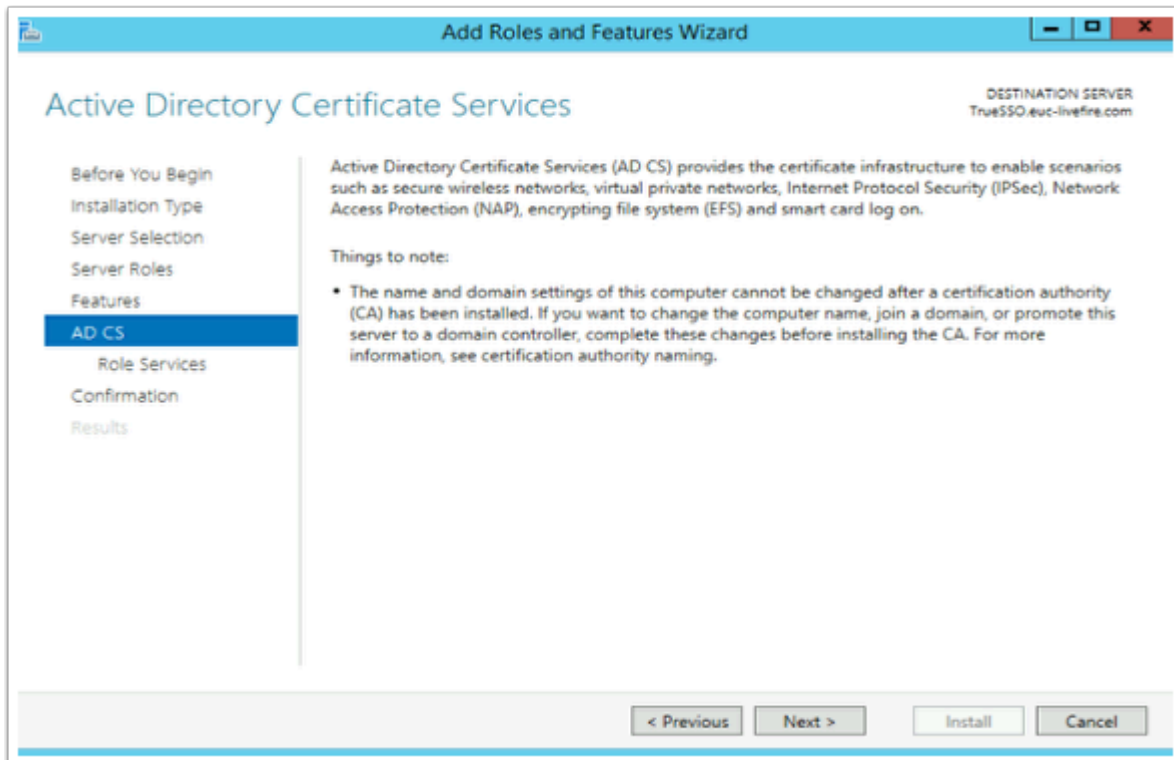 Add Roles and Features Wizard
Active Directory Certificate Services
DESTINATION SERVER
TrueSSO.euc-livefire.com
Before You Begin
Installation Type
Server Selection
Server Roles
Features
AD CS
Role Services
Confirmation
Results
Active Directory Certificate Services (AD CS) provides the certificate infrastructure to enable scenarios
such as secure wireless networks, virtual private networks, Internet Protocol Security (IPSec), Network
Access Protection (NAP), encrypting file system (EFS) and smart card log on.
Things to note:
• The name and domain settings of this computer cannot be changed after a certification authority
(CA) has been installed. If you want to change the computer name, join a domain, or promote this
server to a domain controller, complete these changes before installing the CA. For more
information, see certification authority naming.
< Previous
Next >
Install
Cancel